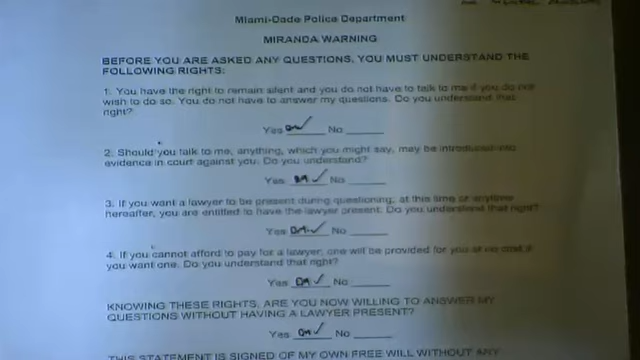 Miami-Dade Police Department
MIRANDA WARNING
BEFORE YOU ARE ASKED ANY QUESTIONS, YOU MUST UNDERSTAND THE
FOLLOWING RIGHTS:
1. You have the right to remain silent and you do not have to talk to me if you do not
wish to do so. You do not have to answer my questions. Do you understand that
right?
Yes No
2. Should you talk to me, anything, which you might say, may be introduced into
evidence in court against you. Do you understand?
Yes No
3. If you want a lawyer to be present during questioning, at this time or anytime
hereafter, you are entitled to have the lawyer present. Do you understand that right?
Yes No
4. If you cannot afford to pay for a lawyer, one will be provided for you at no cost if
you want one. Do you understand that right?
Yes No
KNOWING THESE RIGHTS, ARE YOU NOW WILLING TO ANSWER MY
QUESTIONS WITHOUT HAVING A LAWYER PRESENT?
Yes No
THIS STATEMENT IS SIGNED OF MY OWN FREE WILL WITHOUT ANY